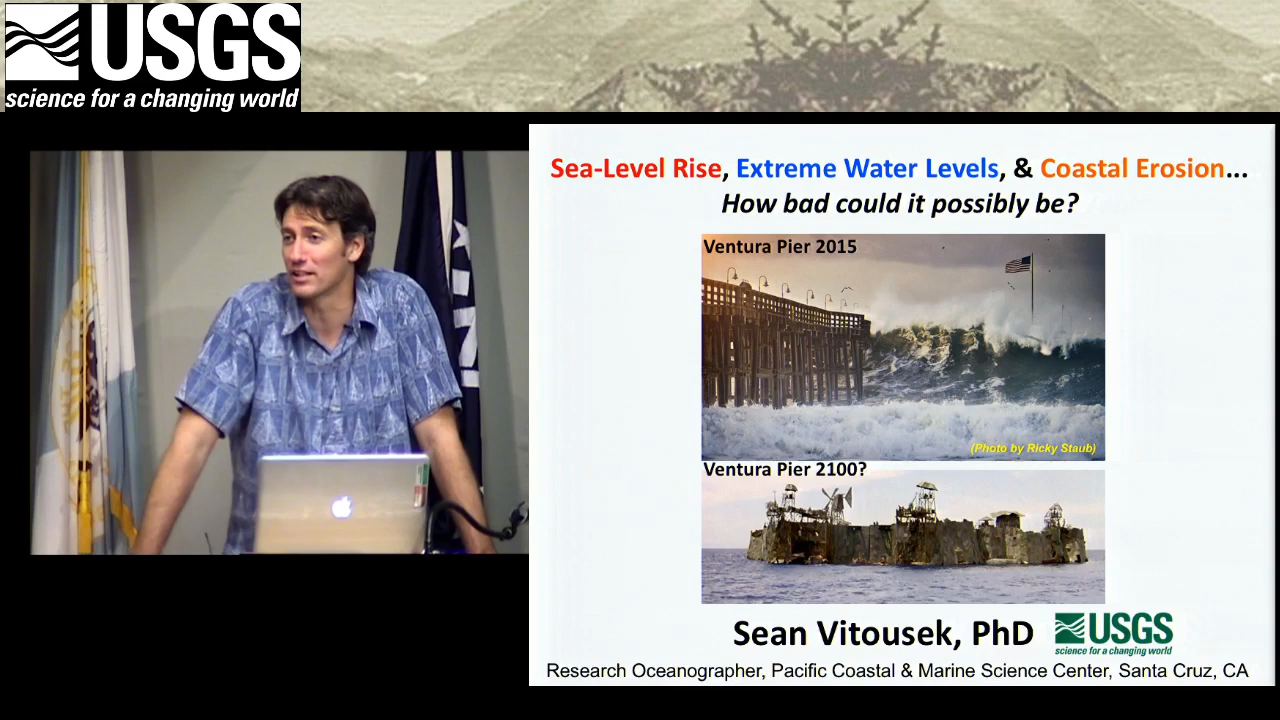 USGS
science for a changing world
Sea-Level Rise, Extreme Water Levels, & Coastal Erosion...
How bad could it possibly be?
Ventura Pier 2015
(Photo by Ricky Staub)
Ventura Pier 2100?
Sean Vitousek, PhD
USGS
science for a changing world
Research Oceanographer, Pacific Coastal & Marine Science Center, Santa Cruz, CA